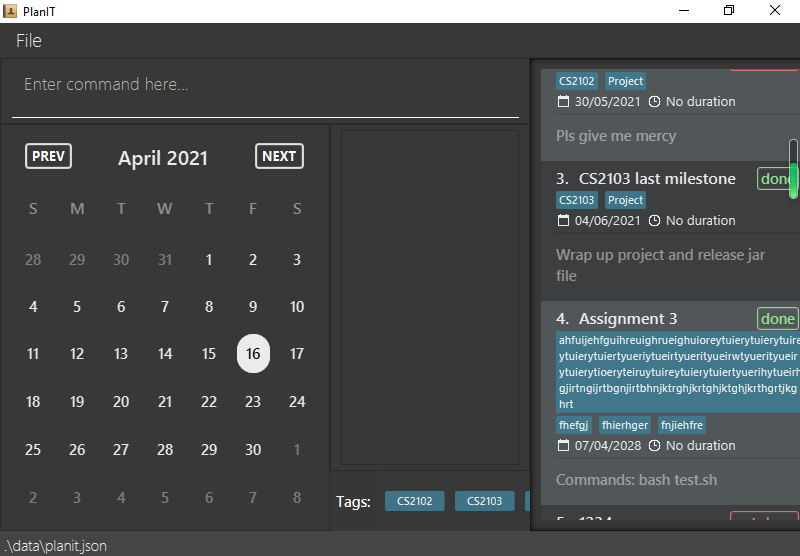 PlanIT
File
Enter command here...
PREV
April 2021
NEXT
S M T W T F S
28 29 30 31 1 2 3
4 5 6 7 8 9 10
11 12 13 14 15 16 17
18 19 20 21 22 23 24
25 26 27 28 29 30 1
2 3 4 5 6 7 8
Tags: CS2102 CS2103
CS2102 Project
30/05/2021 No duration
Pls give me mercy
3. CS2103 last milestone done
CS2103 Project
04/06/2021 No duration
Wrap up project and release jar
file
4. Assignment 3 done
ahfuijehfguihreuighrueighuioreytuierytuierytuire
ytuierytuiertyueriytueirtyuerityueirwtyuerityueir
ytuierytioeryteiruytuireytuierytuiertyuerihytueirh
gjirtngijrtbgnjirtbhnjktrghjkrtghjktghjkrthgrtjkg
hrt
fhefgj fhierhger fnjiehfre
07/04/2028 No duration
Commands: bash test.sh
.\data\planit.json